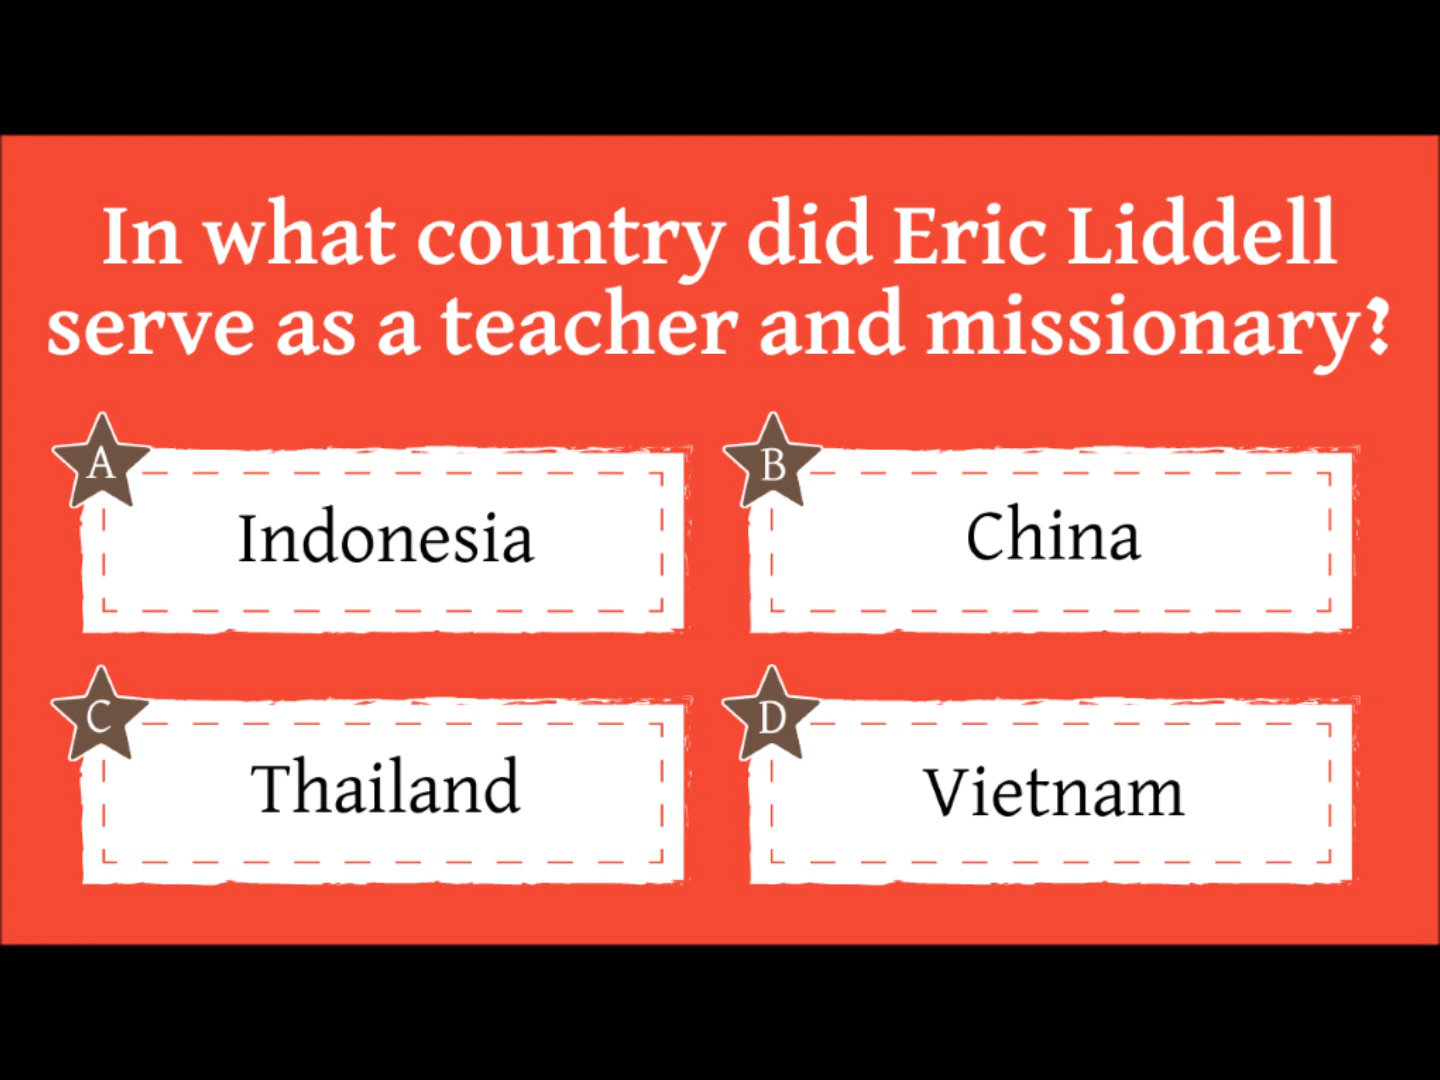 In what country did Eric Liddell
serve as a teacher and missionary?
A
Indonesia
B
China
C
Thailand
D
Vietnam